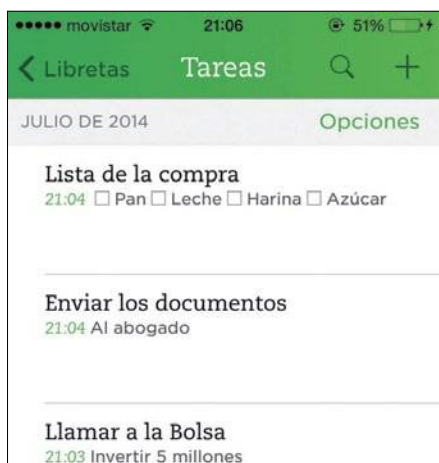 movistar 21:06 51%
Libretas Tareas
JULIO DE 2014 Opciones
Lista de la compra
21:04 Pan Leche Harina Azúcar
Enviar los documentos
21:04 Al abogado
Llamar a la Bolsa
21:03 Invertir 5 millones